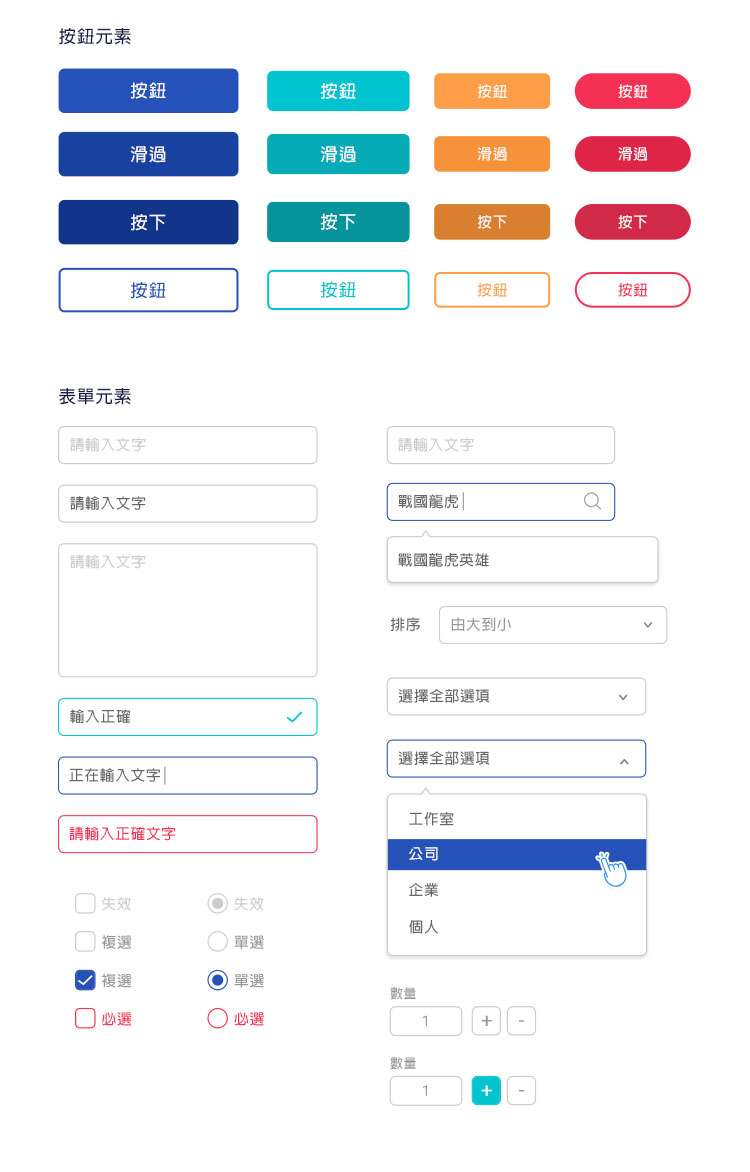 按鈕元素
按鈕 按鈕 按鈕 按鈕
滑過 滑過 滑過 滑過
按下 按下 按下 按下
按鈕 按鈕 按鈕 按鈕
表單元素
請輸入文字
請輸入文字
請輸入文字
輸入正確
正在輸入文字
請輸入正確文字
失效 失效
複選 單選
複選 單選
必選 必選
請輸入文字
戰國龍虎
戰國龍虎英雄
排序 由大到小
選擇全部選項
選擇全部選項
工作室
公司
企業
個人
數量
1 + -
數量
1 + -